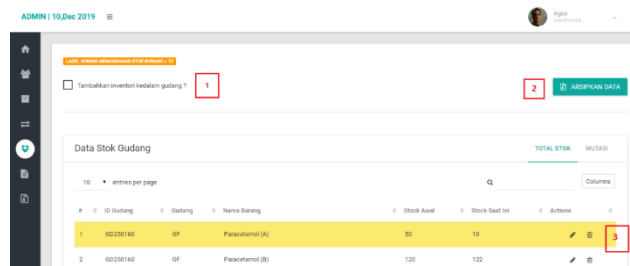 ADMIN | 10,Dec 2019
Agus
warehouse
LABEL KUNING MENANDAKAN STOK KURANG < 10
Tambahkan inventori kedalam gudang ?
1
2
ARSIPKAN DATA
Data Stok Gudang
TOTAL STOK MUTASI
10 entries per page
Columns
# ID Gudang Gudang Nama Barang Stock Awal Stock Saat Ini Actions
1 GD250160 GF Paracetamol (A) 50 10
3
2 GD250160 GF Paracetamol (B) 120 122